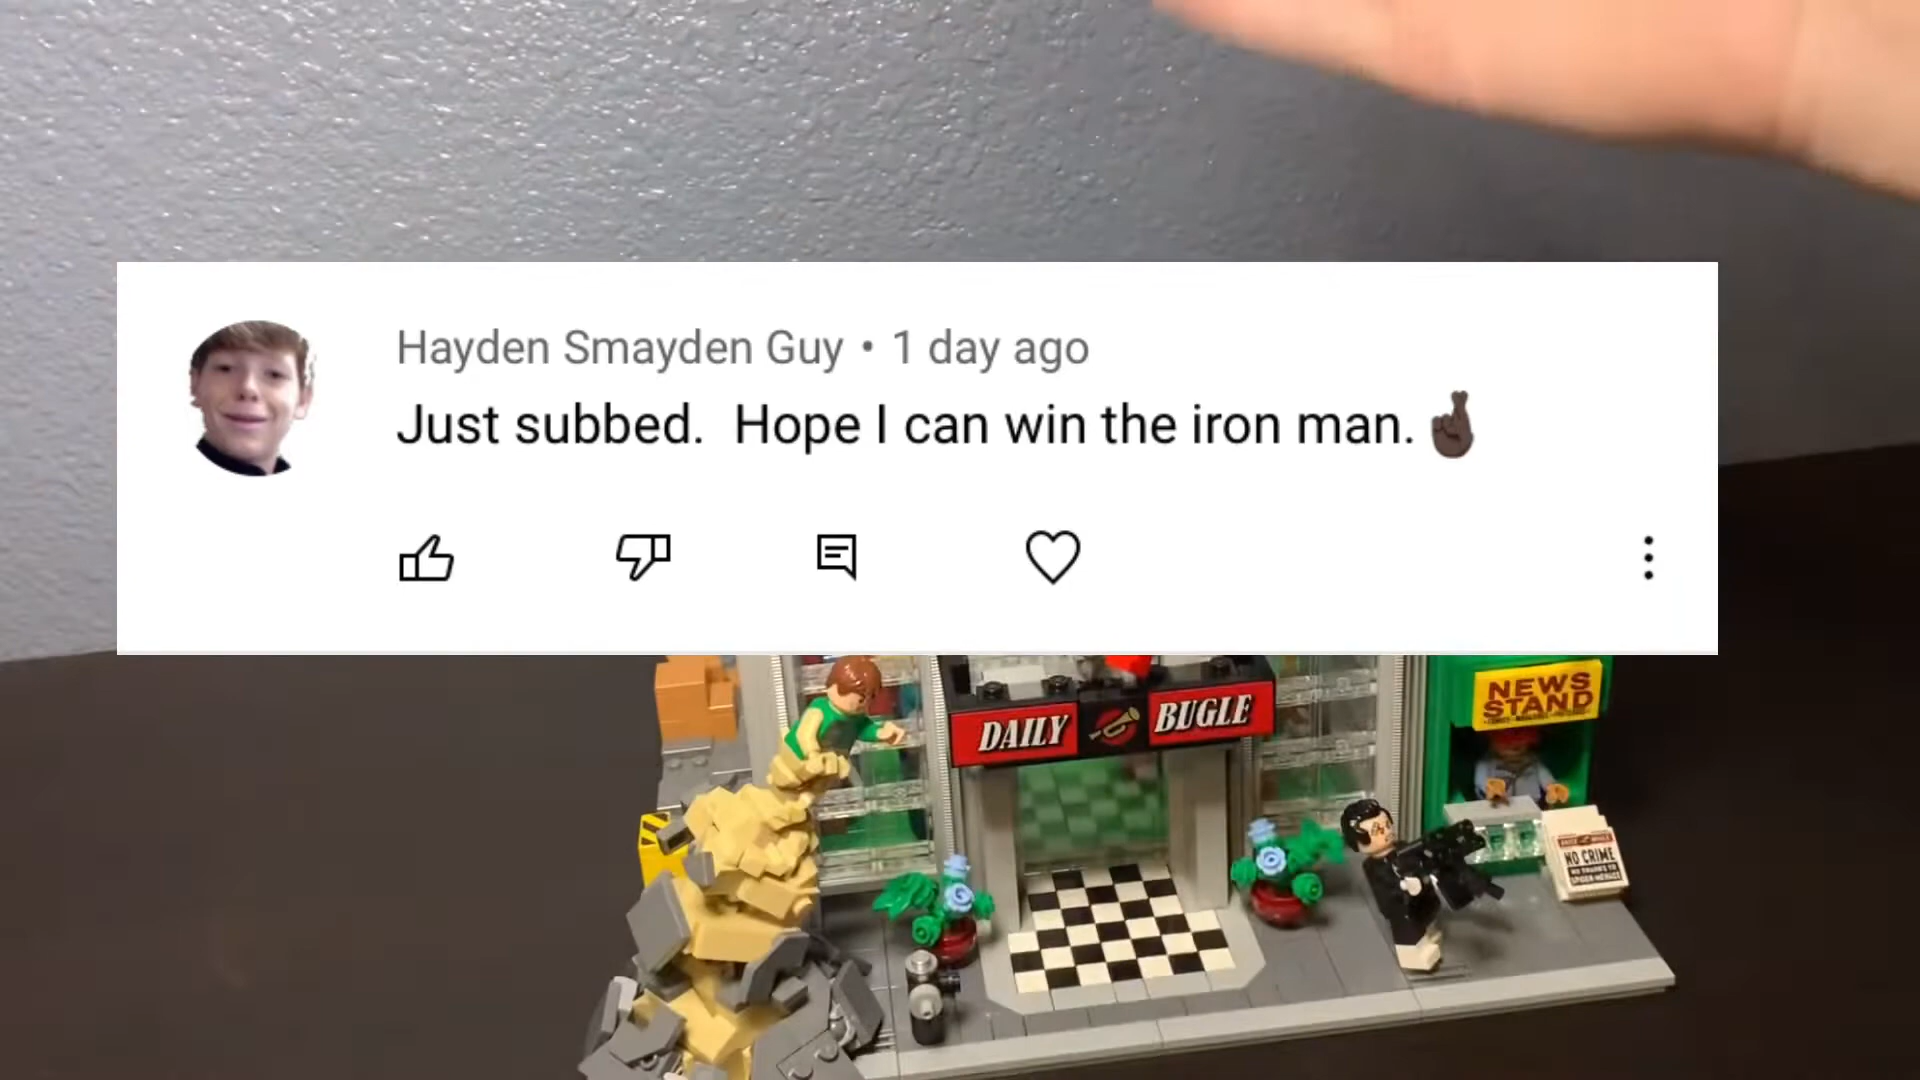 Hayden Smayden Guy • 1 day ago
Just subbed.  Hope I can win the iron man.🤞🏿
DAILY BUGLE
NEWS
STAND
NO CRIME